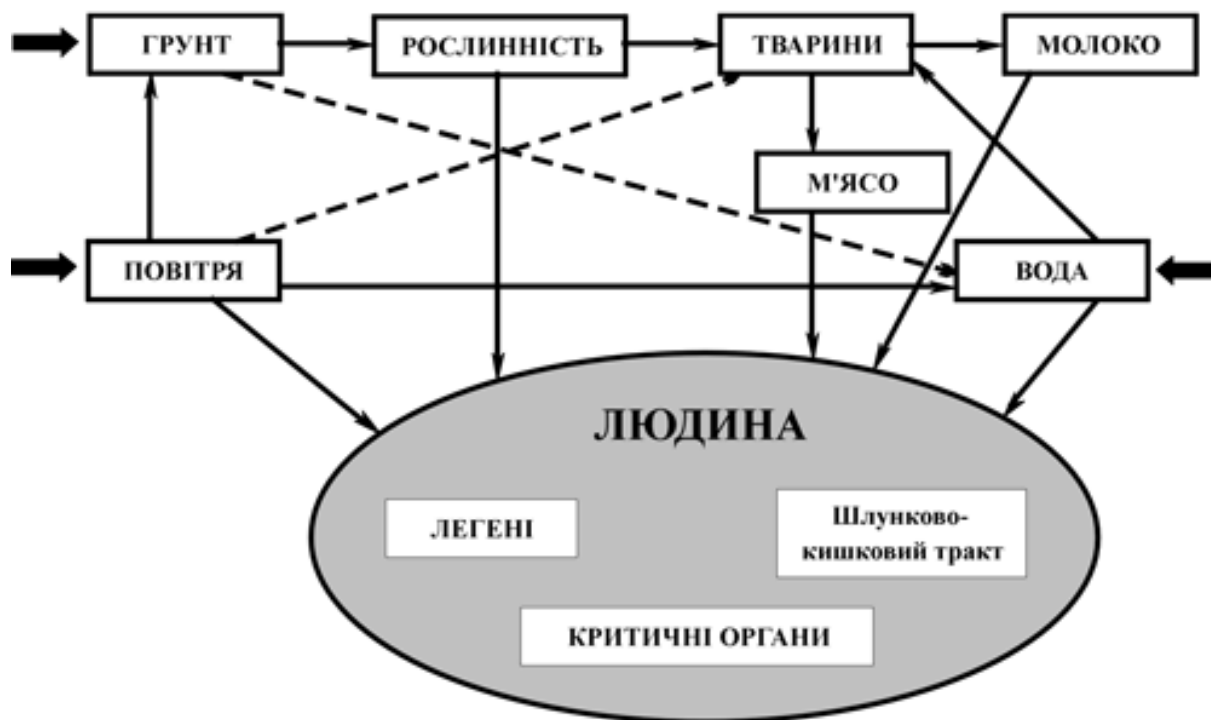 ГРУНТ
РОСЛИННІСТЬ
ТВАРИНИ
МОЛОКО
М'ЯСО
ПОВІТРЯ
ВОДА
ЛЮДИНА
ЛЕГЕНІ
Шлунково-
кишковий тракт
КРИТИЧНІ ОРГАНИ